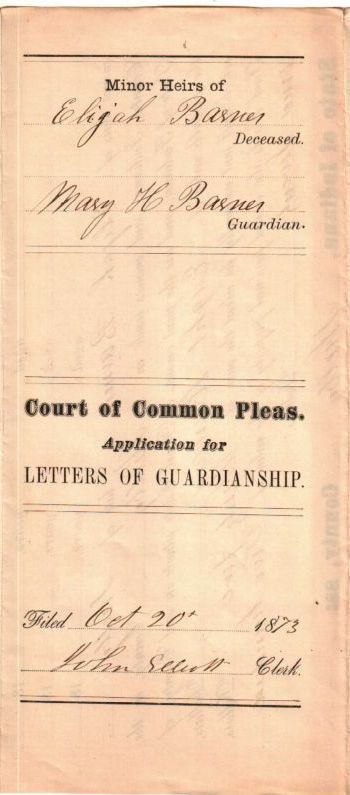 Minor Heirs of
Elijah Barner
Deceased.
Mary H Barner
Guardian.
Court of Common Pleas.
Application for
LETTERS OF GUARDIANSHIP.
Filed Oct 20" 1873
John Elliott Clerk.